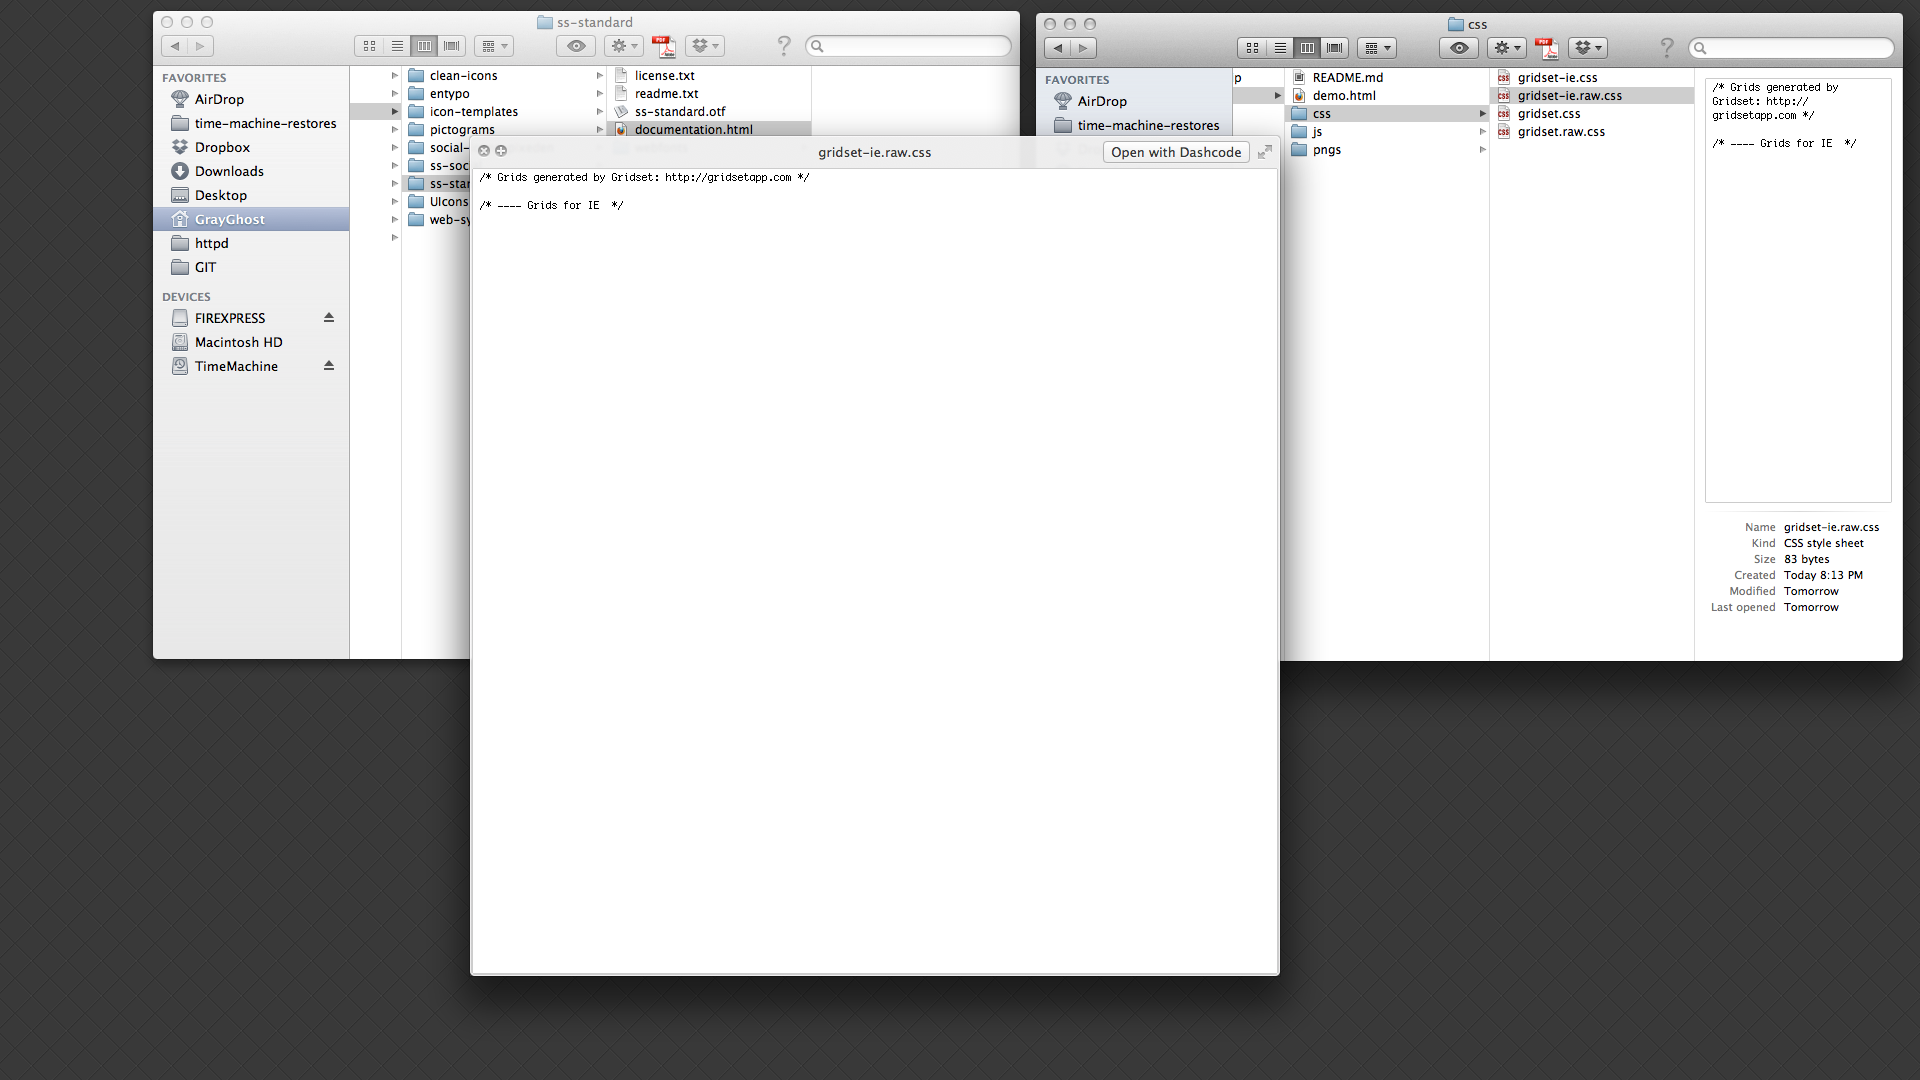 ss-standard
FAVORITES
AirDrop
time-machine-restores
Dropbox
Downloads
Desktop
GrayGhost
httpd
GIT
DEVICES
FIREXPRESS
Macintosh HD
TimeMachine
clean-icons
entypo
icon-templates
pictograms
social-
ss-soc
ss-stan
UIcons
web-sy
license.txt
readme.txt
ss-standard.otf
documentation.html
css
FAVORITES
AirDrop
time-machine-restores
p
README.md
demo.html
css
js
pngs
gridset-ie.css
gridset-ie.raw.css
gridset.css
gridset.raw.css
/* Grids generated by
Gridset: http://
gridsetapp.com */
/* ---- Grids for IE  */
Name gridset-ie.raw.css
Kind CSS style sheet
Size 83 bytes
Created Today 8:13 PM
Modified Tomorrow
Last opened Tomorrow
gridset-ie.raw.css
Open with Dashcode
/* Grids generated by Gridset: http://gridsetapp.com */
/* ---- Grids for IE  */